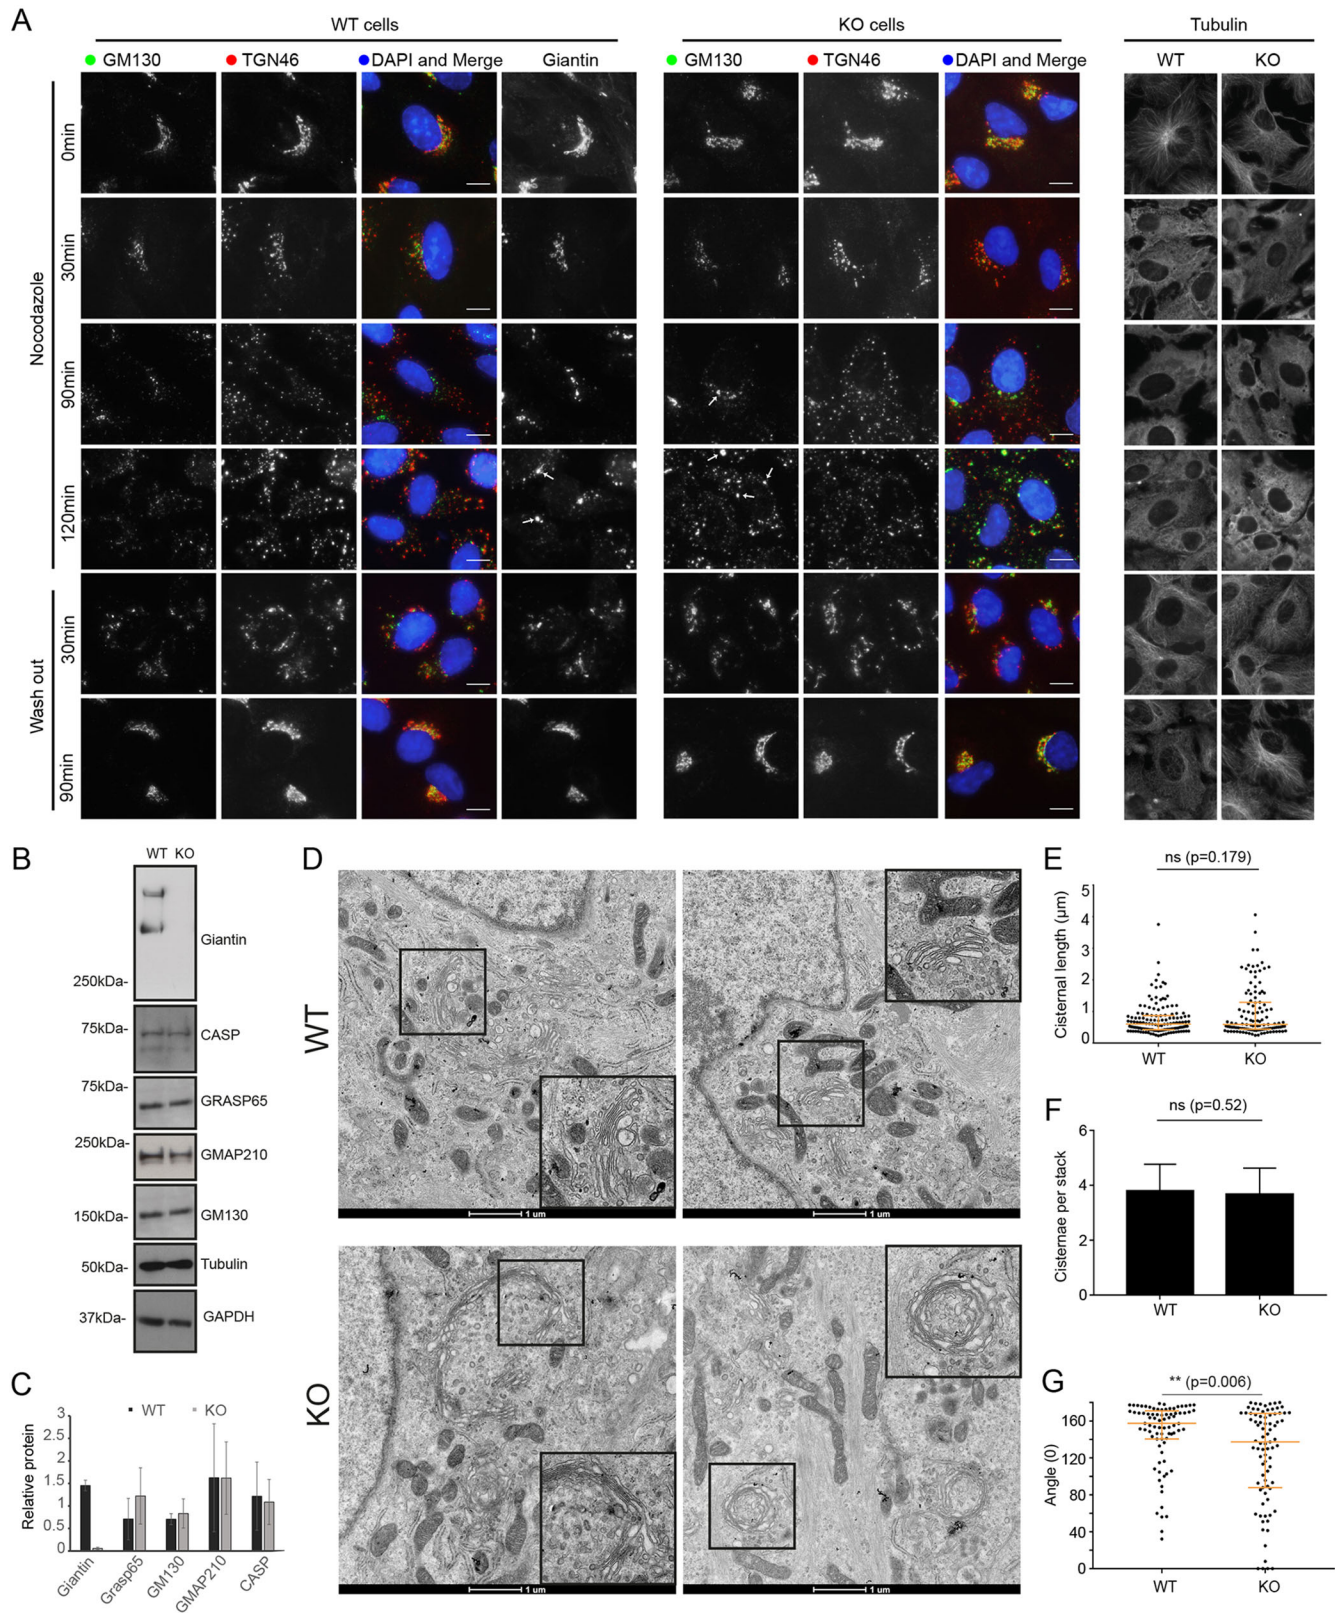 A
WT cells
KO cells
Tubulin
GM130 TGN46 DAPI and Merge Giantin
GM130 TGN46 DAPI and Merge
WT KO
Nocodazole
0min
30min
90min
120min
Wash out
30min
90min
B
WT KO
Giantin
250kDa-
75kDa-
CASP
75kDa-
GRASP65
250kDa-
GMAP210
150kDa-
GM130
50kDa-
Tubulin
37kDa-
GAPDH
C
WT KO
Relative protein
3
2.5
2
1.5
1
0.5
0
Giantin
Grasp65
GM130
GMAP210
CASP
D
WT
1 um
1 um
KO
1 um
1 um
E
ns (p=0.179)
Cisternal length (µm)
5
4
3
2
1
0
WT KO
F
ns (p=0.52)
Cisternae per stack
6
4
2
0
WT KO
G
** (p=0.006)
Angle (0)
160
120
80
40
0
WT KO